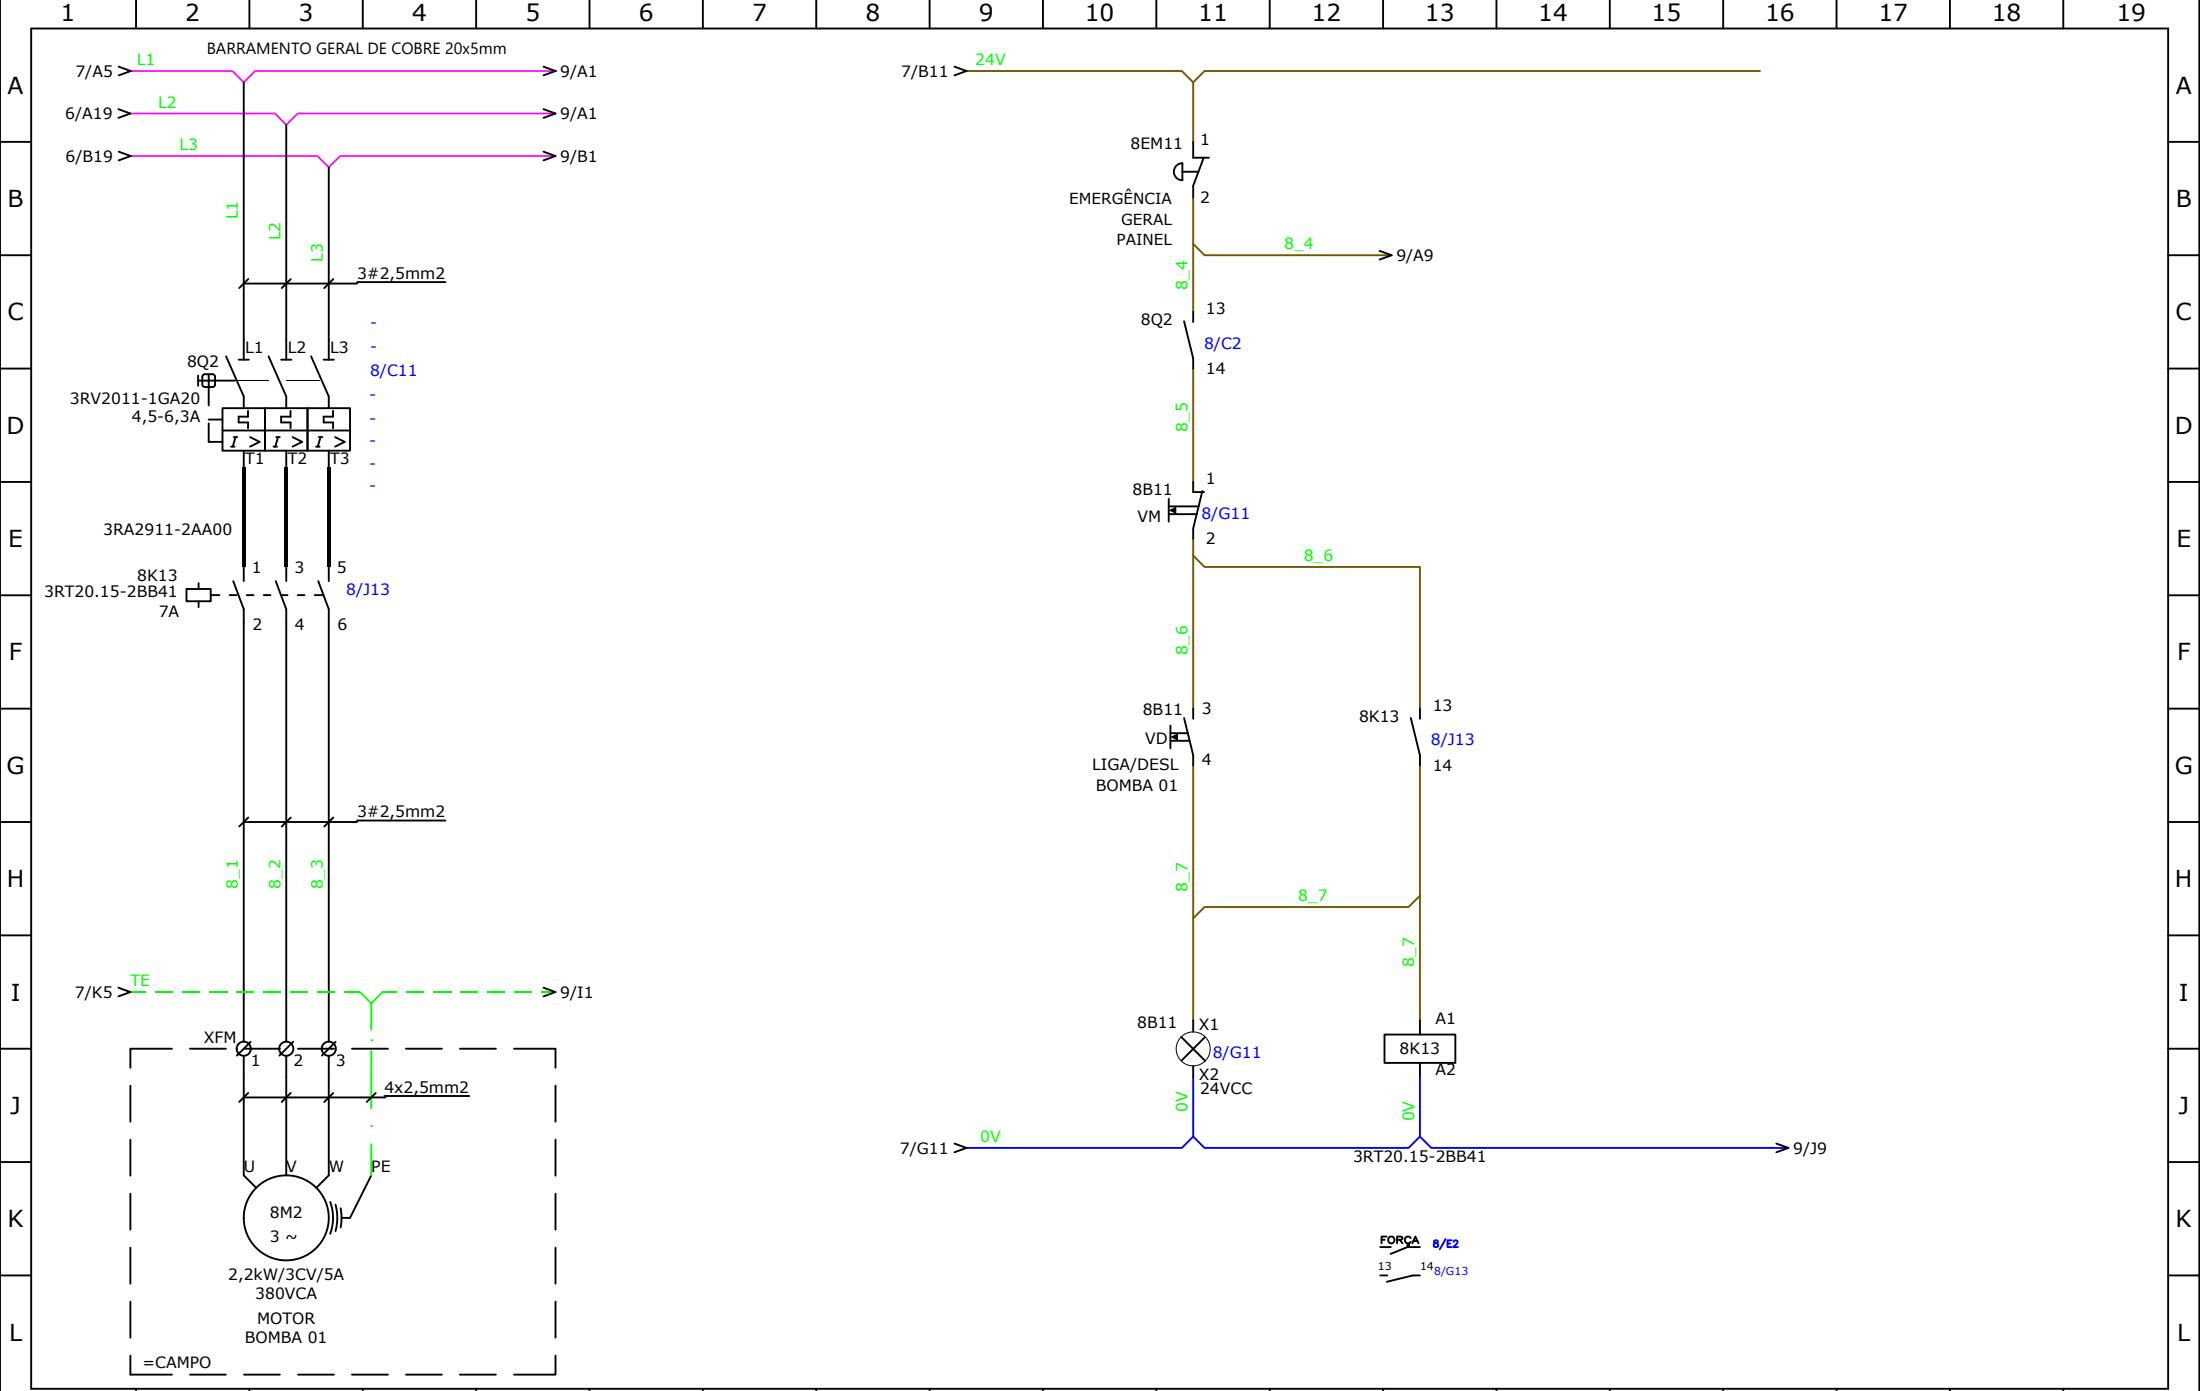 1 2 3 4 5 6 7 8 9 10 11 12 13 14 15 16 17 18 19
BARRAMENTO GERAL DE COBRE 20x5mm
7/A5 L1 9/A1
7/B11 24V
A A
6/A19 L2 9/A1
6/B19 L3 9/B1
8EM11 1
2
EMERGÊNCIA
GERAL
PAINEL
B B
L1 L2 L3
8_4 9/A9
8_4
3#2,5mm2
C C
8Q2 13
8/C2
14
-
-
L1 L2 L3
8Q2
8/C11
3RV2011-1GA20
4,5-6,3A
-
-
-
-
-
D D
I > I > I >
T1 T2 T3
8_5
8B11 1
VM 8/G11
2
3RA2911-2AA00
E E
8_6
8K13
3RT20.15-2BB41
7A
1 3 5
8/J13
2 4 6
F F
8_6
8B11 3
VD
4
LIGA/DESL
BOMBA 01
8K13 13
8/J13
14
G G
3#2,5mm2
8_1 8_2 8_3
H H
8_7
8_7
8_7
7/K5 TE 9/I1
I I
XFM 1 2 3
8B11 X1
8/G11
X2
24VCC
A1
8K13
A2
4x2,5mm2
J J
0V 0V
7/G11 0V 9/J9
3RT20.15-2BB41
U V W PE
8M2
3 ~
K K
2,2kW/3CV/5A
380VCA
MOTOR
BOMBA 01
FORÇA 8/E2
13 14 8/G13
L L
=CAMPO